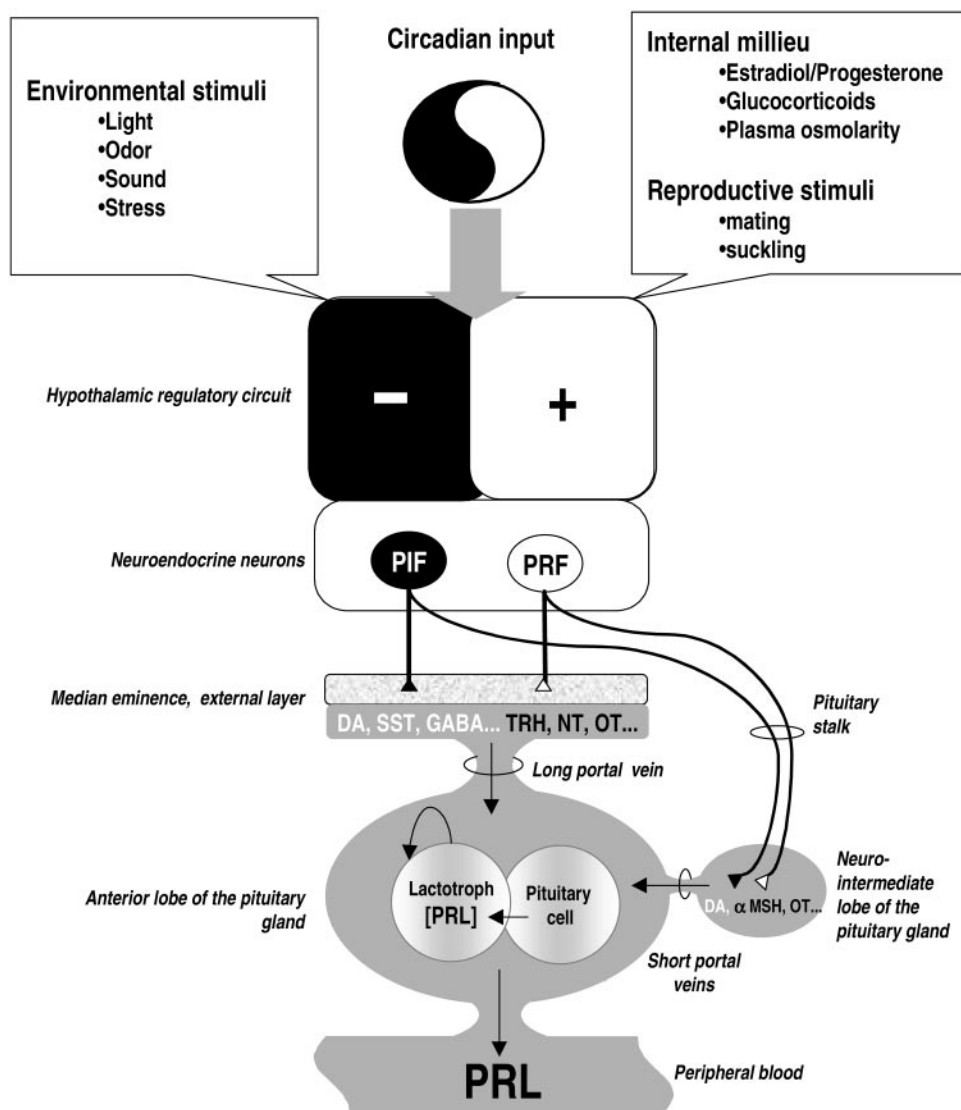 Circadian input
Environmental stimuli
•Light
•Odor
•Sound
•Stress
Internal millieu
•Estradiol/Progesterone
•Glucocorticoids
•Plasma osmolarity
Reproductive stimuli
•mating
•suckling
Hypothalamic regulatory circuit
−
+
Neuroendocrine neurons
PIF
PRF
Median eminence, external layer
DA, SST, GABA... TRH, NT, OT...
Pituitary
stalk
Long portal vein
Anterior lobe of the pituitary
gland
Lactotroph
[PRL]
Pituitary
cell
DA, α MSH, OT...
Neuro-
intermediate
lobe of the
pituitary gland
Short portal
veins
PRL
Peripheral blood